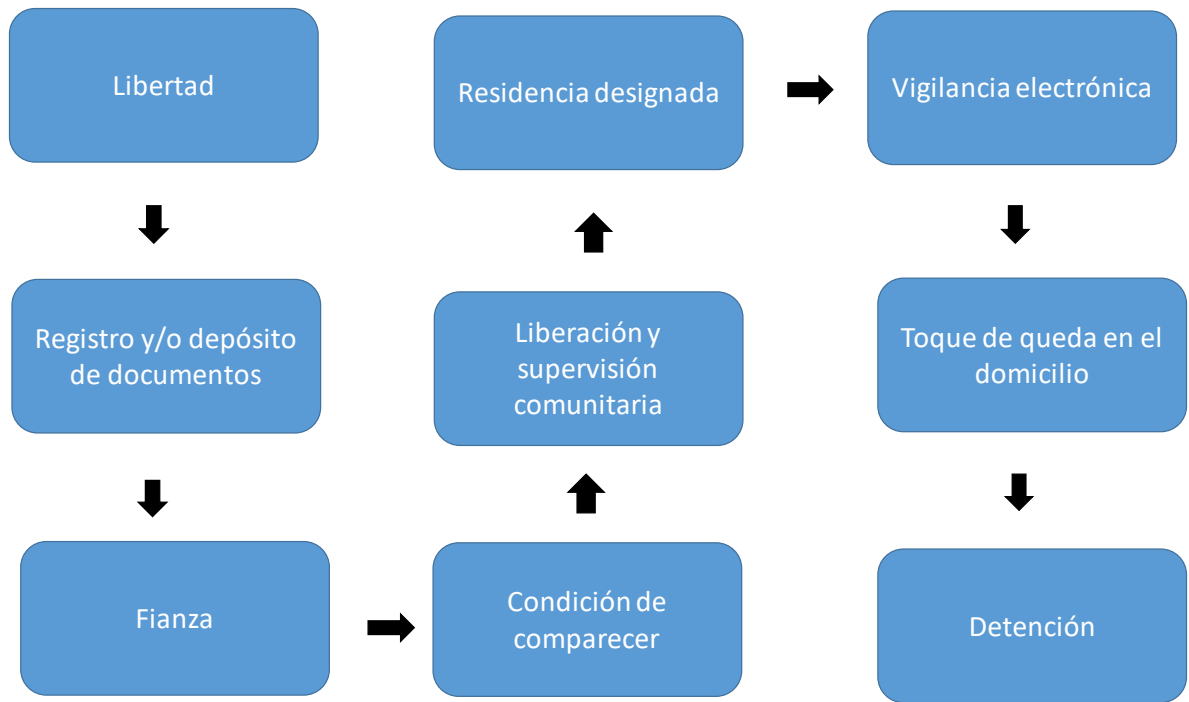 Libertad
Registro y/o depósito
de documentos
Fianza
Condición de
comparecer
Liberación y
supervisión
comunitaria
Residencia designada
Vigilancia electrónica
Toque de queda en el
domicilio
Detención